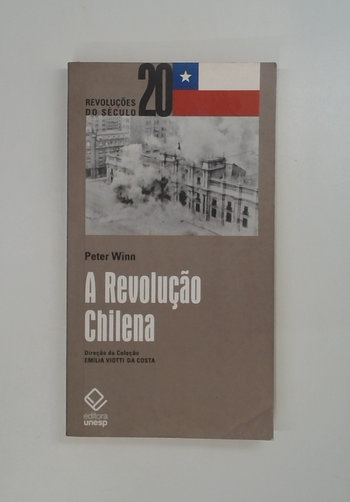 REVOLUÇÕES
DO SÉCULO 20
Peter Winn
A Revolução
Chilena
Direção da Coleção
EMILIA VIOTTI DA COSTA
editora
unesp